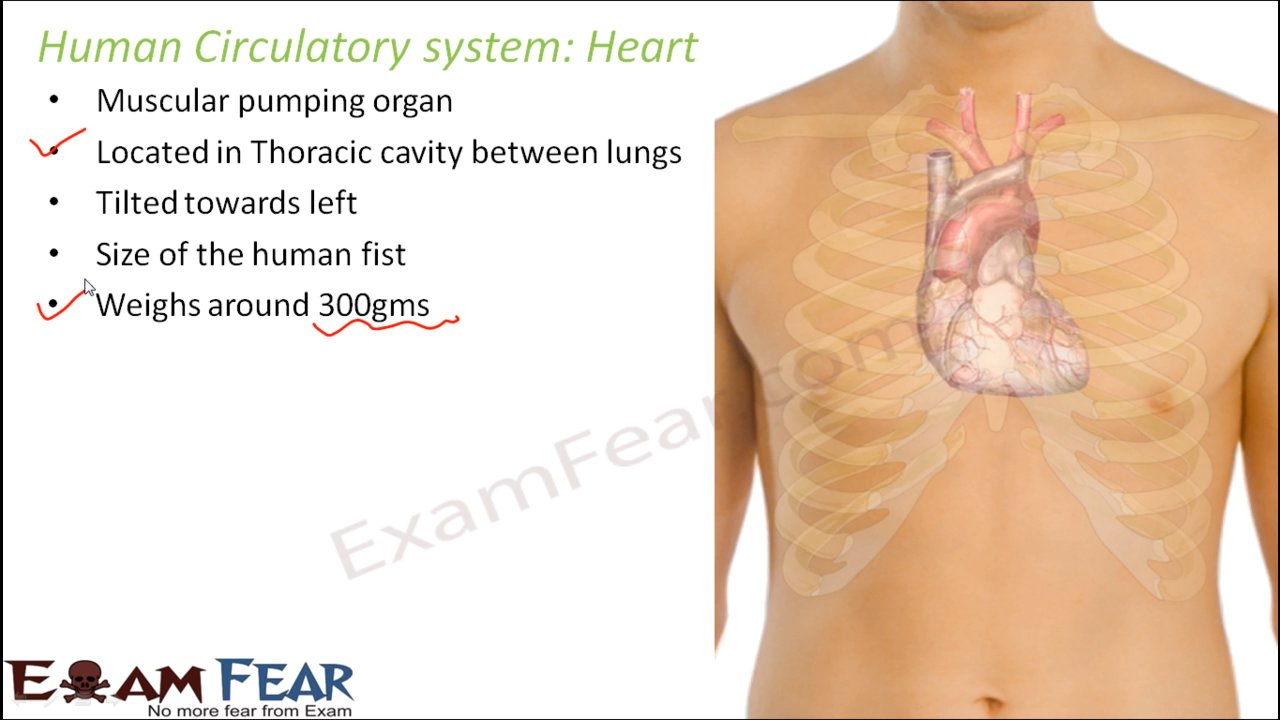 Human Circulatory system: Heart
• Muscular pumping organ
• Located in Thoracic cavity between lungs
• Tilted towards left
• Size of the human fist
• Weighs around 300gms
ExamFear.com
EXAM FEAR
No more fear from Exam